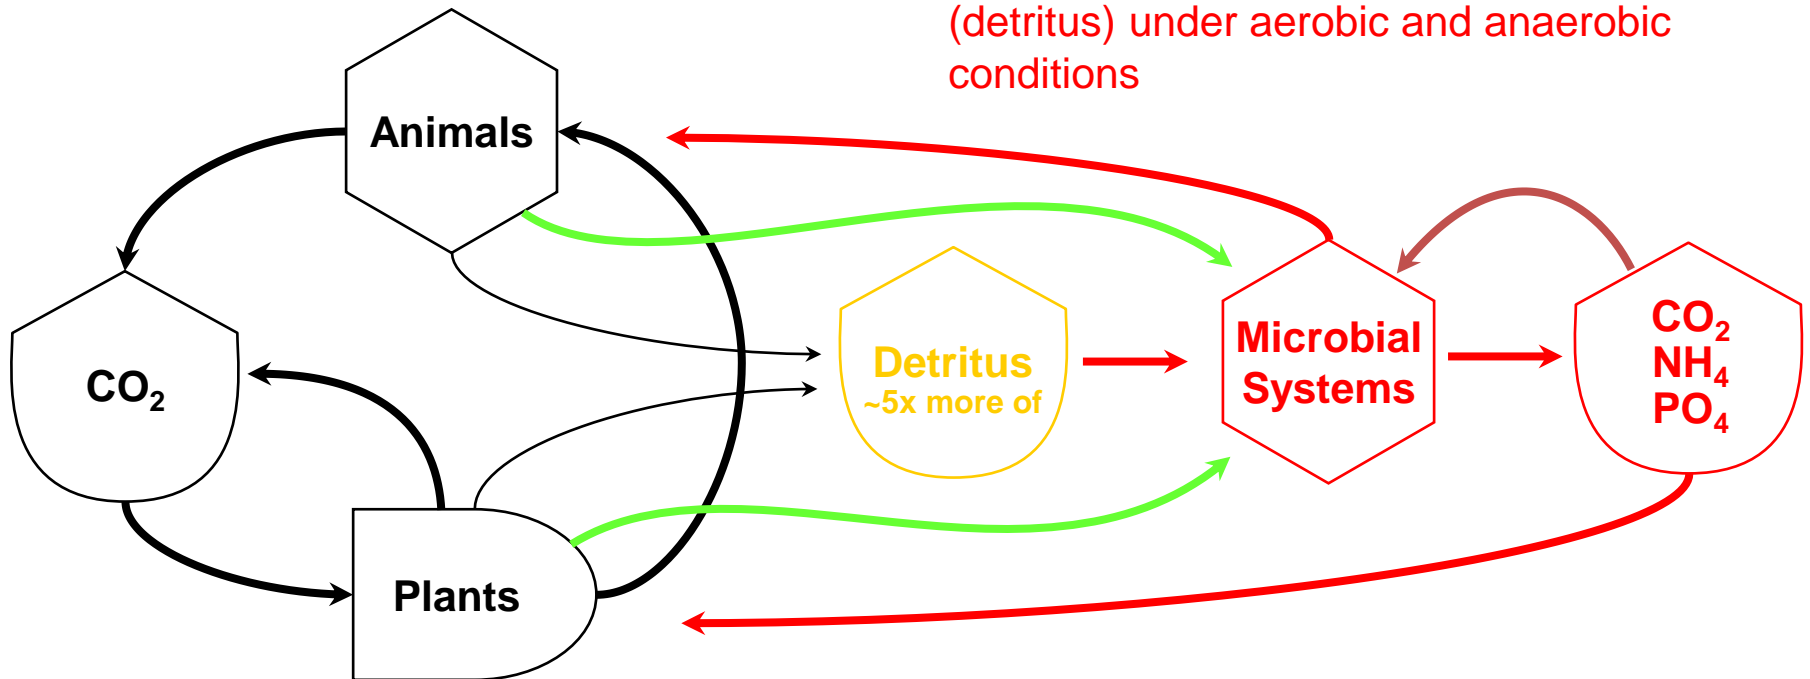 (detritus) under aerobic and anaerobic
conditions
Animals
CO₂
Plants
Detritus
~5x more of
Microbial
Systems
CO₂
NH₄
PO₄